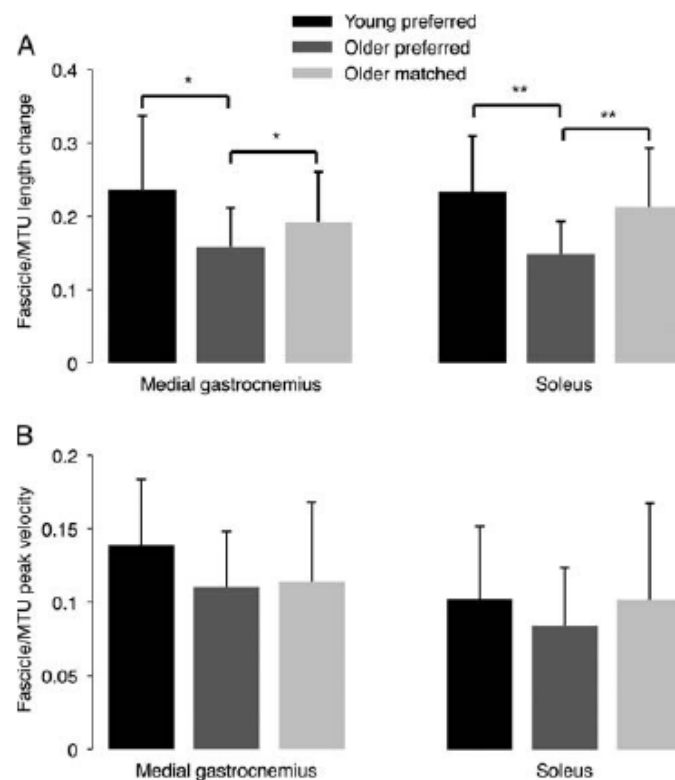 Young preferred
Older preferred
Older matched
A
Fascicle/MTU length change
0.4
0.3
0.2
0.1
0
*
*
**
**
Medial gastrocnemius
Soleus
B
Fascicle/MTU peak velocity
0.2
0.15
0.1
0.05
0
Medial gastrocnemius
Soleus